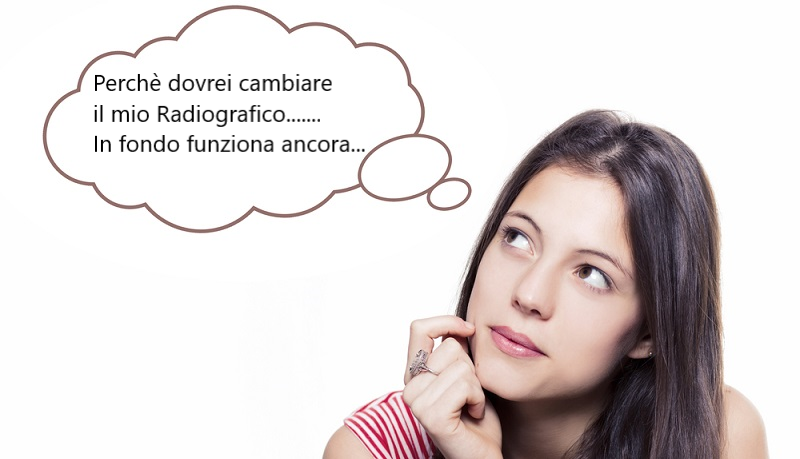 Perchè dovrei cambiare
il mio Radiografico.......
In fondo funziona ancora...